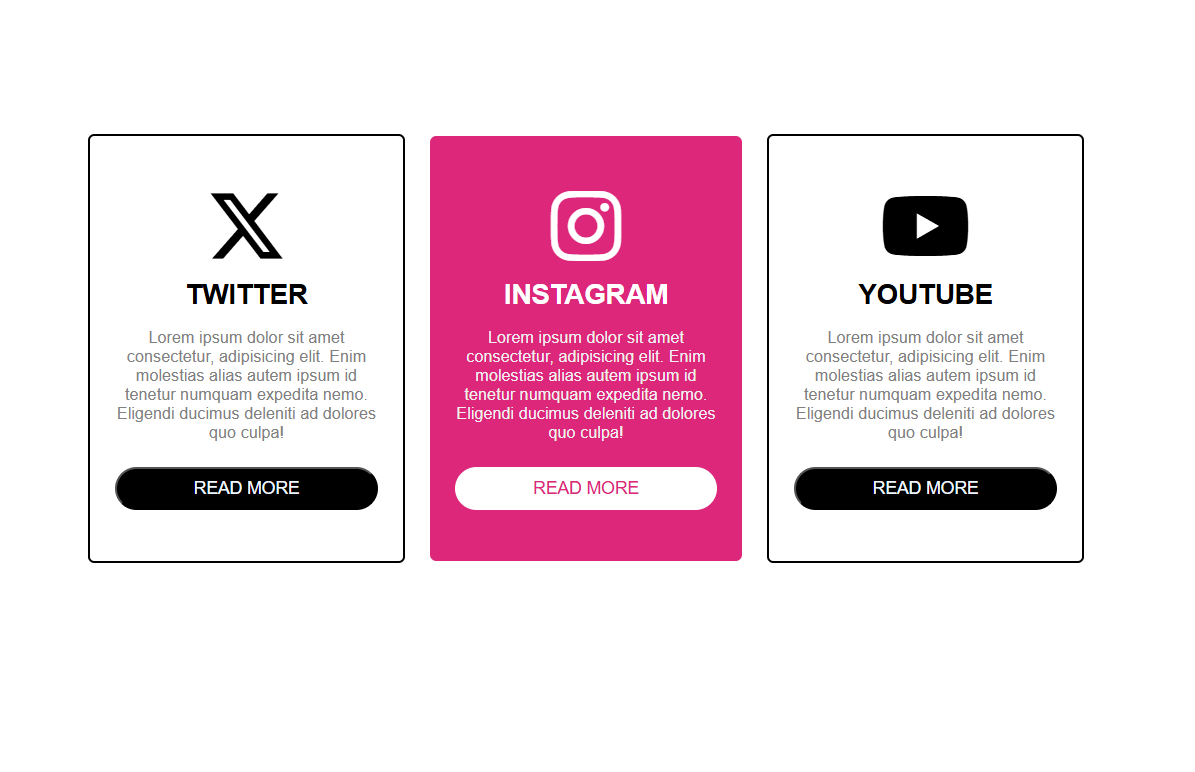 TWITTER
Lorem ipsum dolor sit amet
consectetur, adipisicing elit. Enim
molestias alias autem ipsum id
tenetur numquam expedita nemo.
Eligendi ducimus deleniti ad dolores
quo culpa!
READ MORE
INSTAGRAM
Lorem ipsum dolor sit amet
consectetur, adipisicing elit. Enim
molestias alias autem ipsum id
tenetur numquam expedita nemo.
Eligendi ducimus deleniti ad dolores
quo culpa!
READ MORE
YOUTUBE
Lorem ipsum dolor sit amet
consectetur, adipisicing elit. Enim
molestias alias autem ipsum id
tenetur numquam expedita nemo.
Eligendi ducimus deleniti ad dolores
quo culpa!
READ MORE